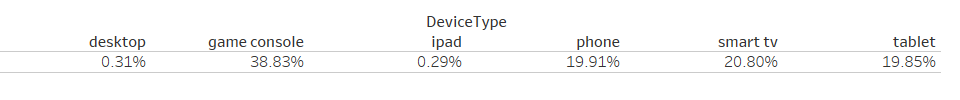 DeviceType
desktop game console ipad phone smart tv tablet
0.31% 38.83% 0.29% 19.91% 20.80% 19.85%